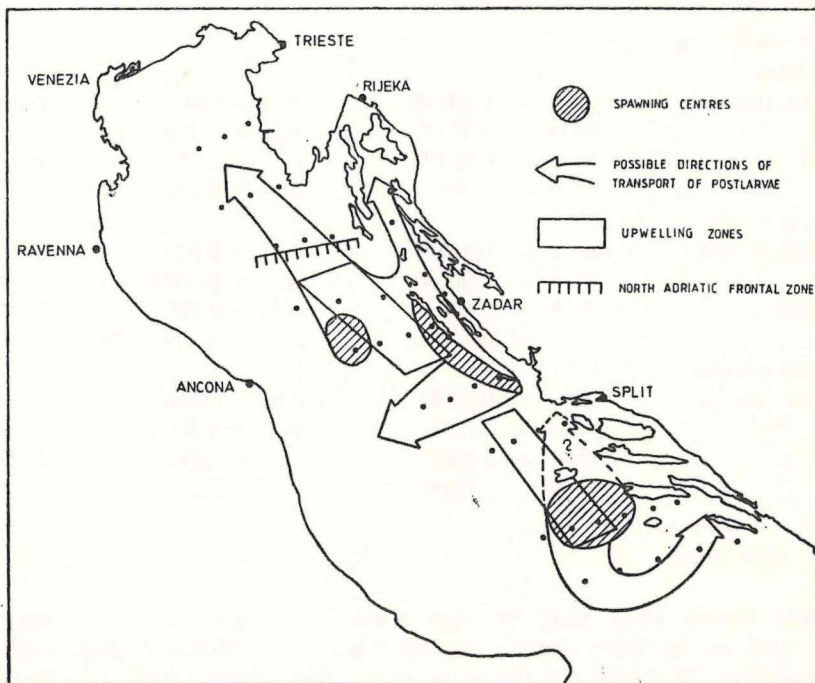 TRIESTE
VENEZIA
RIJEKA
SPAWNING CENTRES
POSSIBLE DIRECTIONS OF
TRANSPORT OF POSTLARVAE
UPWELLING ZONES
RAVENNA
NORTH ADRIATIC FRONTAL ZONE
ZADAR
ANCONA
SPLIT
?